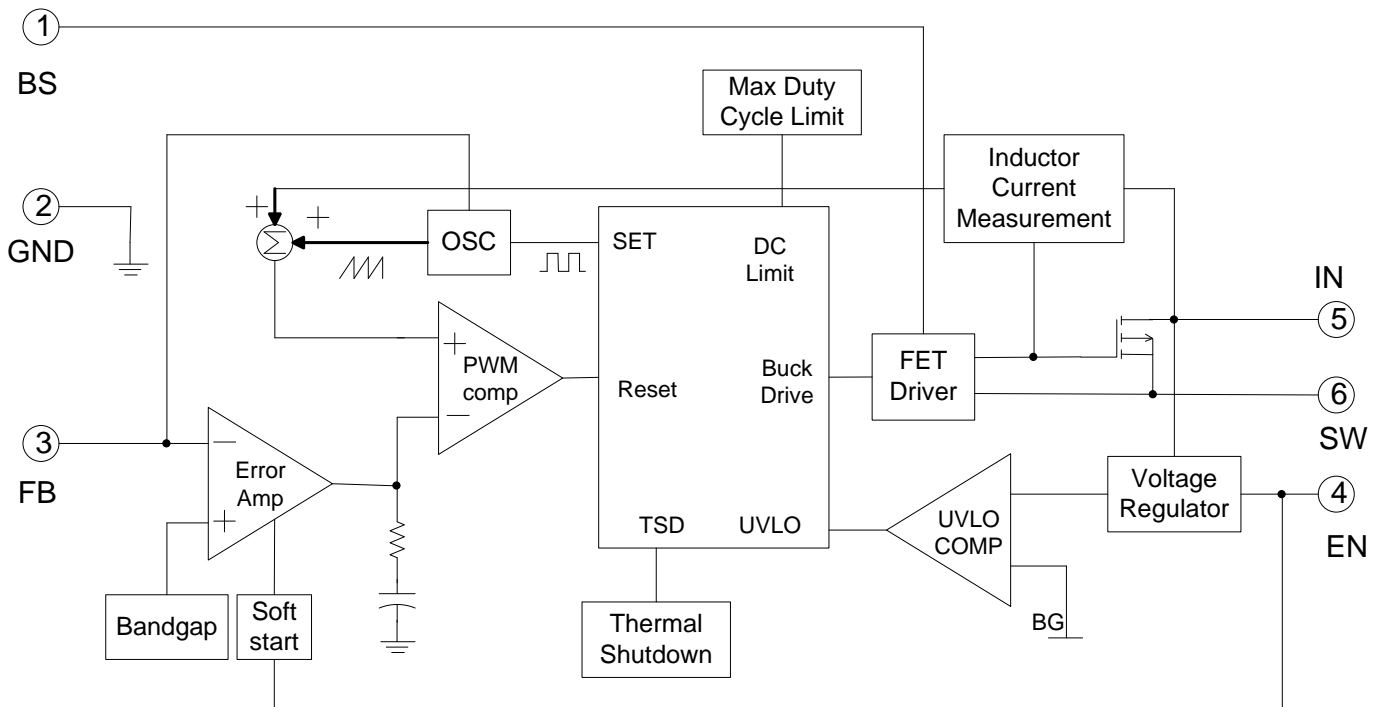 1
BS
Max Duty
Cycle Limit
Inductor
Current
Measurement
2
GND
+
+
Σ
OSC
SET
DC
Limit
IN
5
+
PWM
comp
−
Reset
Buck
Drive
FET
Driver
6
SW
3
FB
−
Error
Amp
+
Voltage
Regulator
4
EN
TSD
UVLO
UVLO
COMP
BG
Bandgap
Soft
start
Thermal
Shutdown